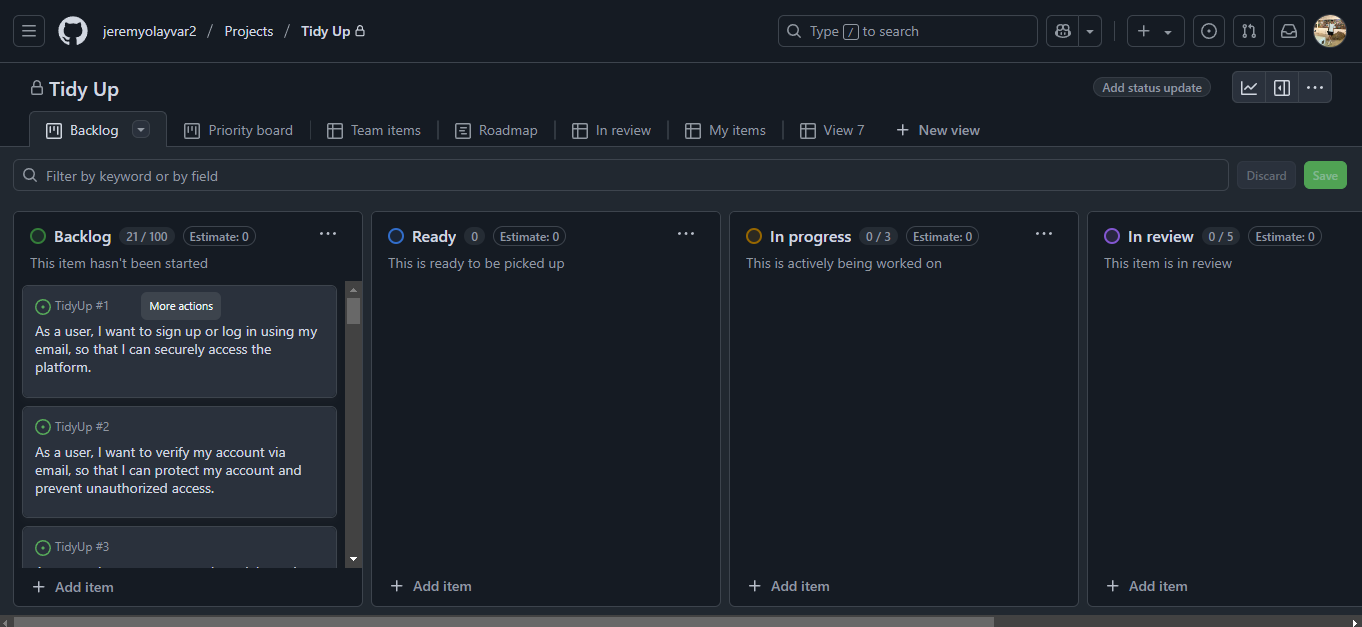 jeremyolayvar2 / Projects / Tidy Up
Type / to search
Tidy Up
Add status update
Backlog
Priority board
Team items
Roadmap
In review
My items
View 7
New view
Filter by keyword or by field
Discard
Save
Backlog 21 / 100 Estimate: 0
This item hasn't been started
TidyUp #1
More actions
As a user, I want to sign up or log in using my
email, so that I can securely access the
platform.
TidyUp #2
As a user, I want to verify my account via
email, so that I can protect my account and
prevent unauthorized access.
TidyUp #3
Add item
Ready 0 Estimate: 0
This is ready to be picked up
Add item
In progress 0 / 3 Estimate: 0
This is actively being worked on
Add item
In review 0 / 5 Estimate: 0
This item is in review
Add item